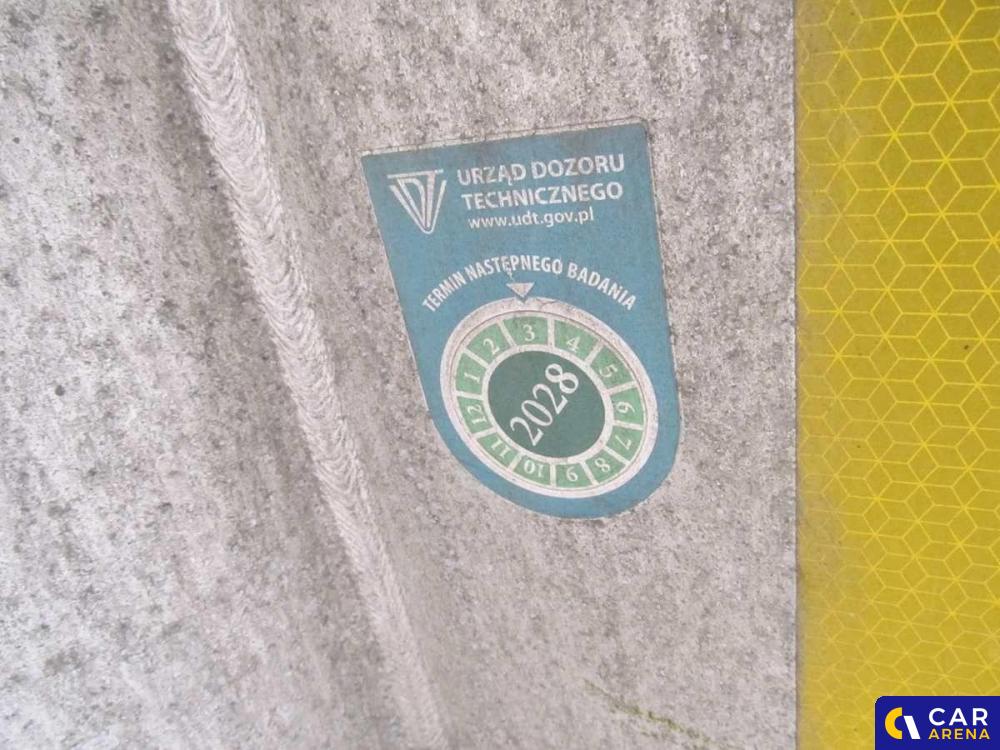 UDT
URZĄD DOZORU
TECHNICZNEGO
www.udt.gov.pl
TERMIN NASTĘPNEGO BADANIA
1 2 3 4 5 6 7 8 9 10 11 12
2028
CAR
ARENA